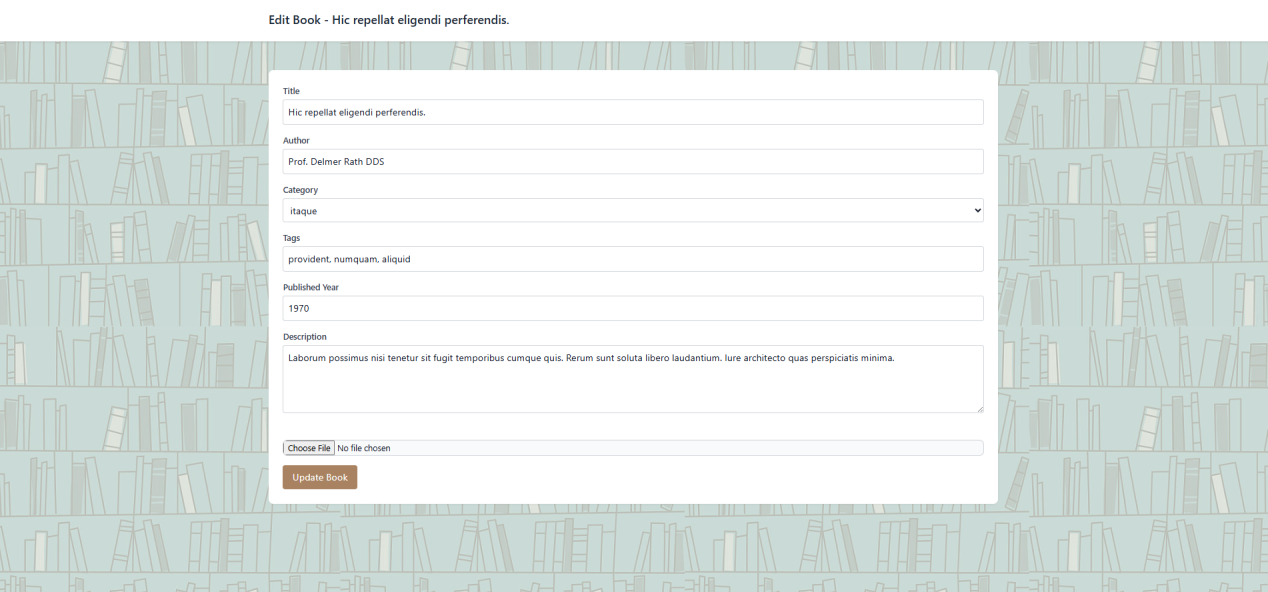 Edit Book - Hic repellat eligendi perferendis.
Title
Hic repellat eligendi perferendis.
Author
Prof. Delmer Rath DDS
Category
itaque
Tags
provident, numquam, aliquid
Published Year
1970
Description
Laborum possimus nisi tenetur sit fugit temporibus cumque quis. Rerum sunt soluta libero laudantium. Iure architecto quas perspiciatis minima.
Choose File No file chosen
Update Book